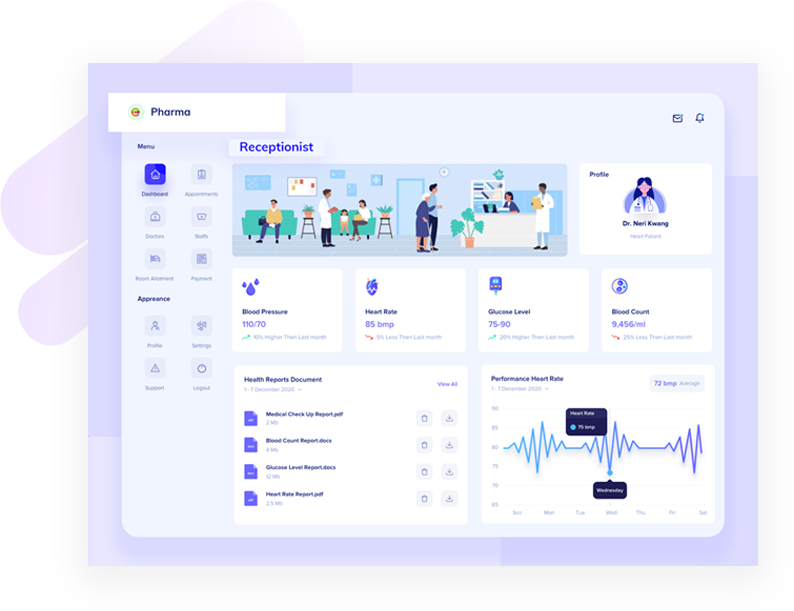 Pharma
Menu
Receptionist
Dashboard
Appointments
Doctors
Staffs
Room Allotment
Payment
Appreance
Profile
Settings
Support
Logout
Profile
Dr. Neri Kwang
Heart Patient
Blood Pressure
110/70
10% Higher Then Last month
Heart Rate
85 bmp
5% Less Then Last month
Glucose Level
75-90
20% Higher Then Last month
Blood Count
9,456/ml
25% Less Then Last month
Health Reports Document
1 - 7 December 2020
View All
Medical Check Up Report.pdf
2 Mb
Blood Count Report.docs
4 Mb
Glucose Level Report.docs
12 Mb
Heart Rate Report.pdf
2.5 Mb
Performance Heart Rate
1 - 7 December 2020
72 bmp Average
90
85
80
75
70
65
Heart Rate
75 bmp
Wednesday
Sun Mon Tue Wed Thu Fri Sat